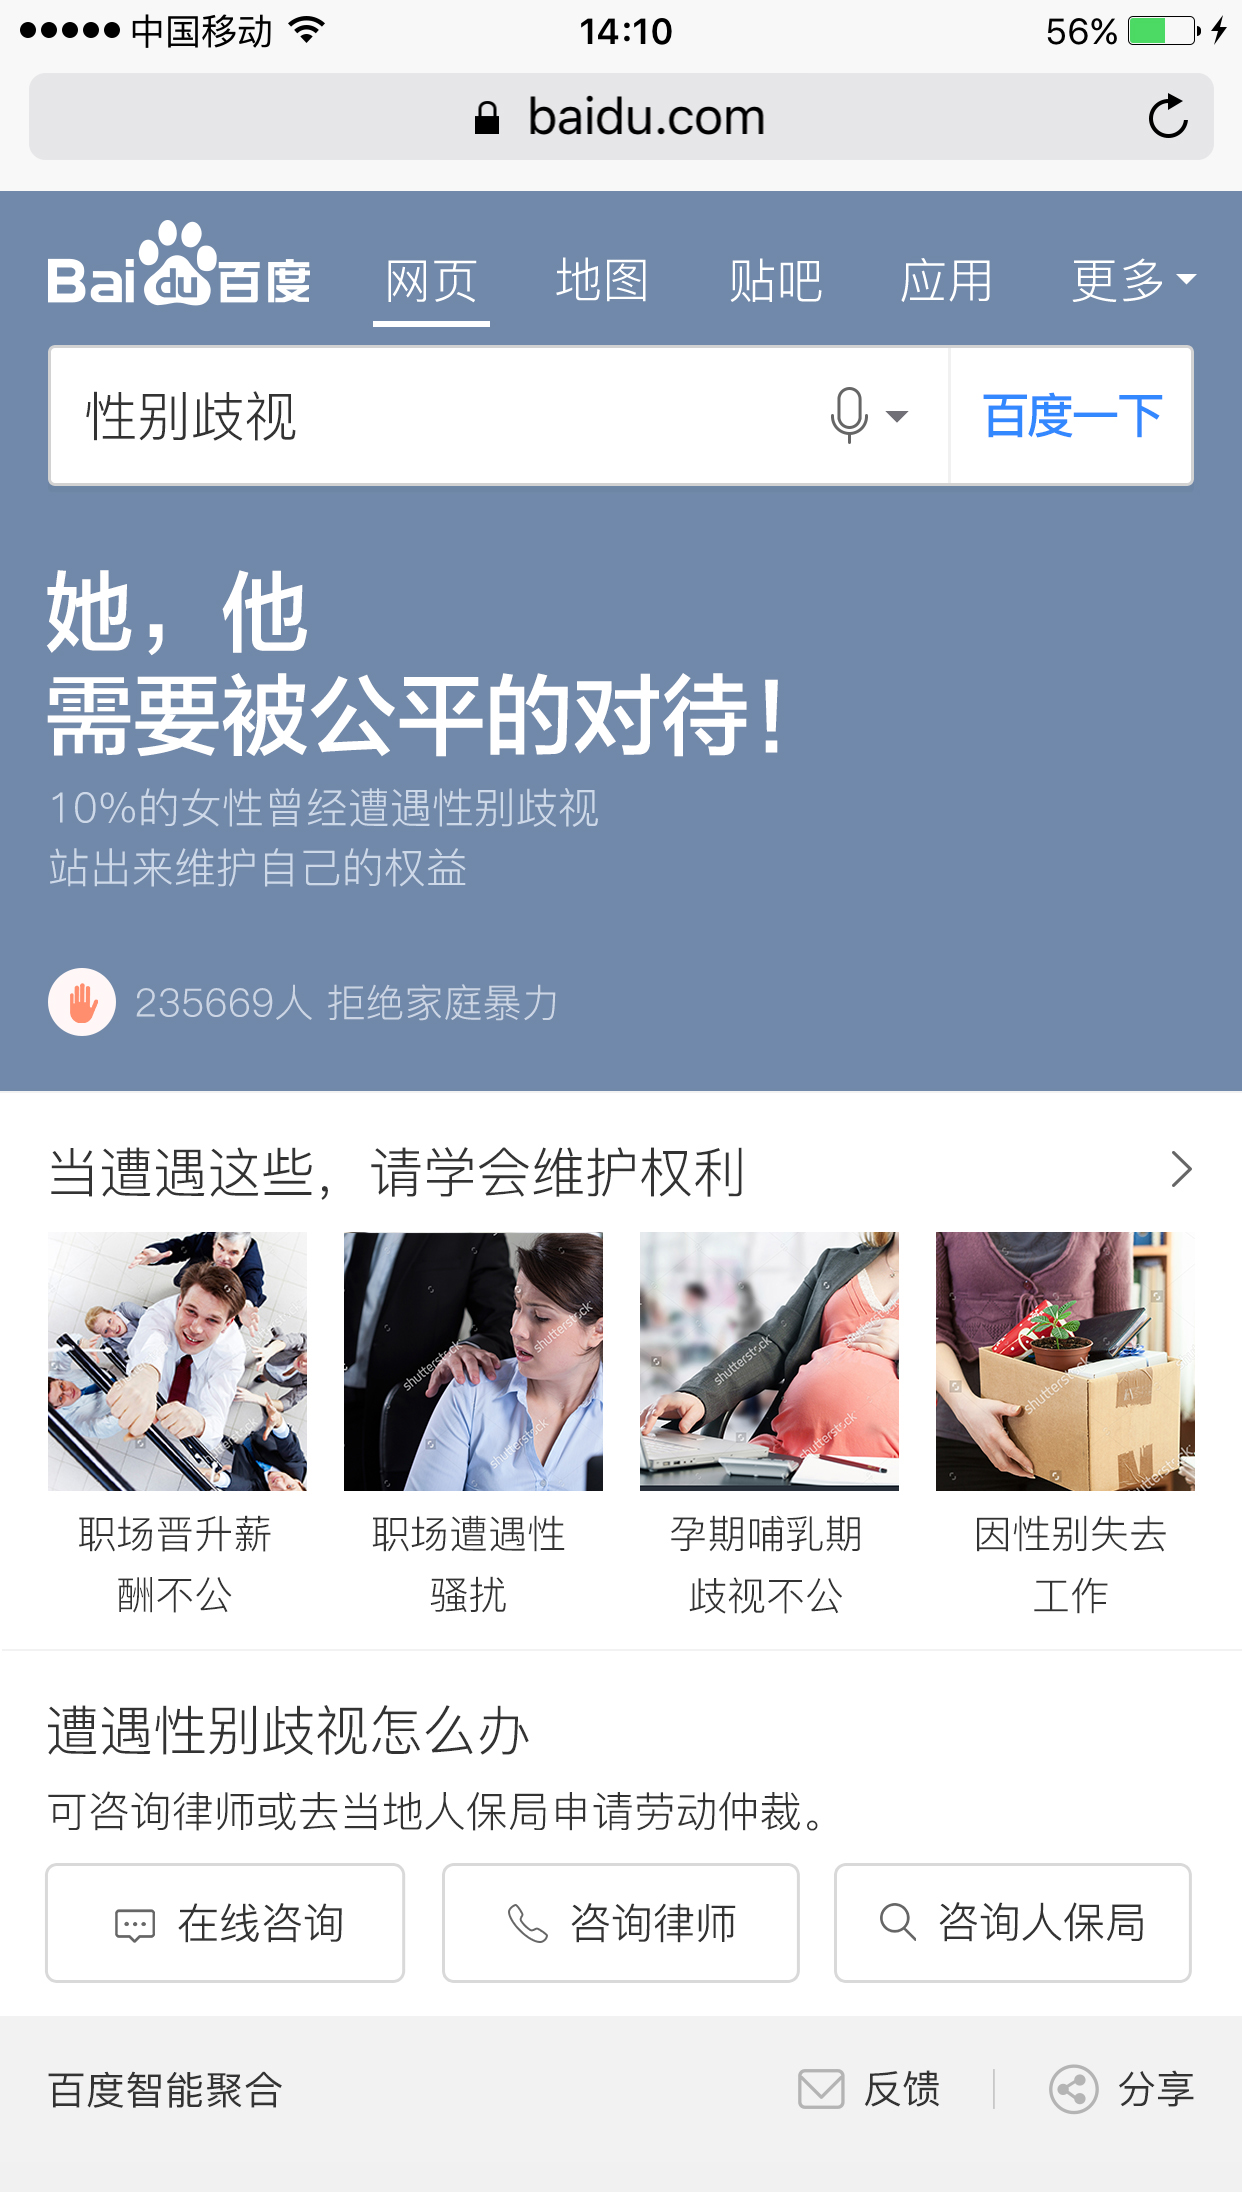 中国移动 14:10 56%
baidu.com
Bai du 百度 网页 地图 贴吧 应用 更多
性别歧视 百度一下
她，他
需要被公平的对待！
10%的女性曾经遭遇性别歧视
站出来维护自己的权益
235669人 拒绝家庭暴力
当遭遇这些，请学会维护权利
shutterstock shutterstock shutterstock shutterstock
shutterstock shutterstock shutterstock
职场晋升薪 职场遭遇性 孕期哺乳期 因性别失去
酬不公 骚扰 歧视不公 工作
遭遇性别歧视怎么办
可咨询律师或去当地人保局申请劳动仲裁。
在线咨询 咨询律师 咨询人保局
百度智能聚合 反馈 分享